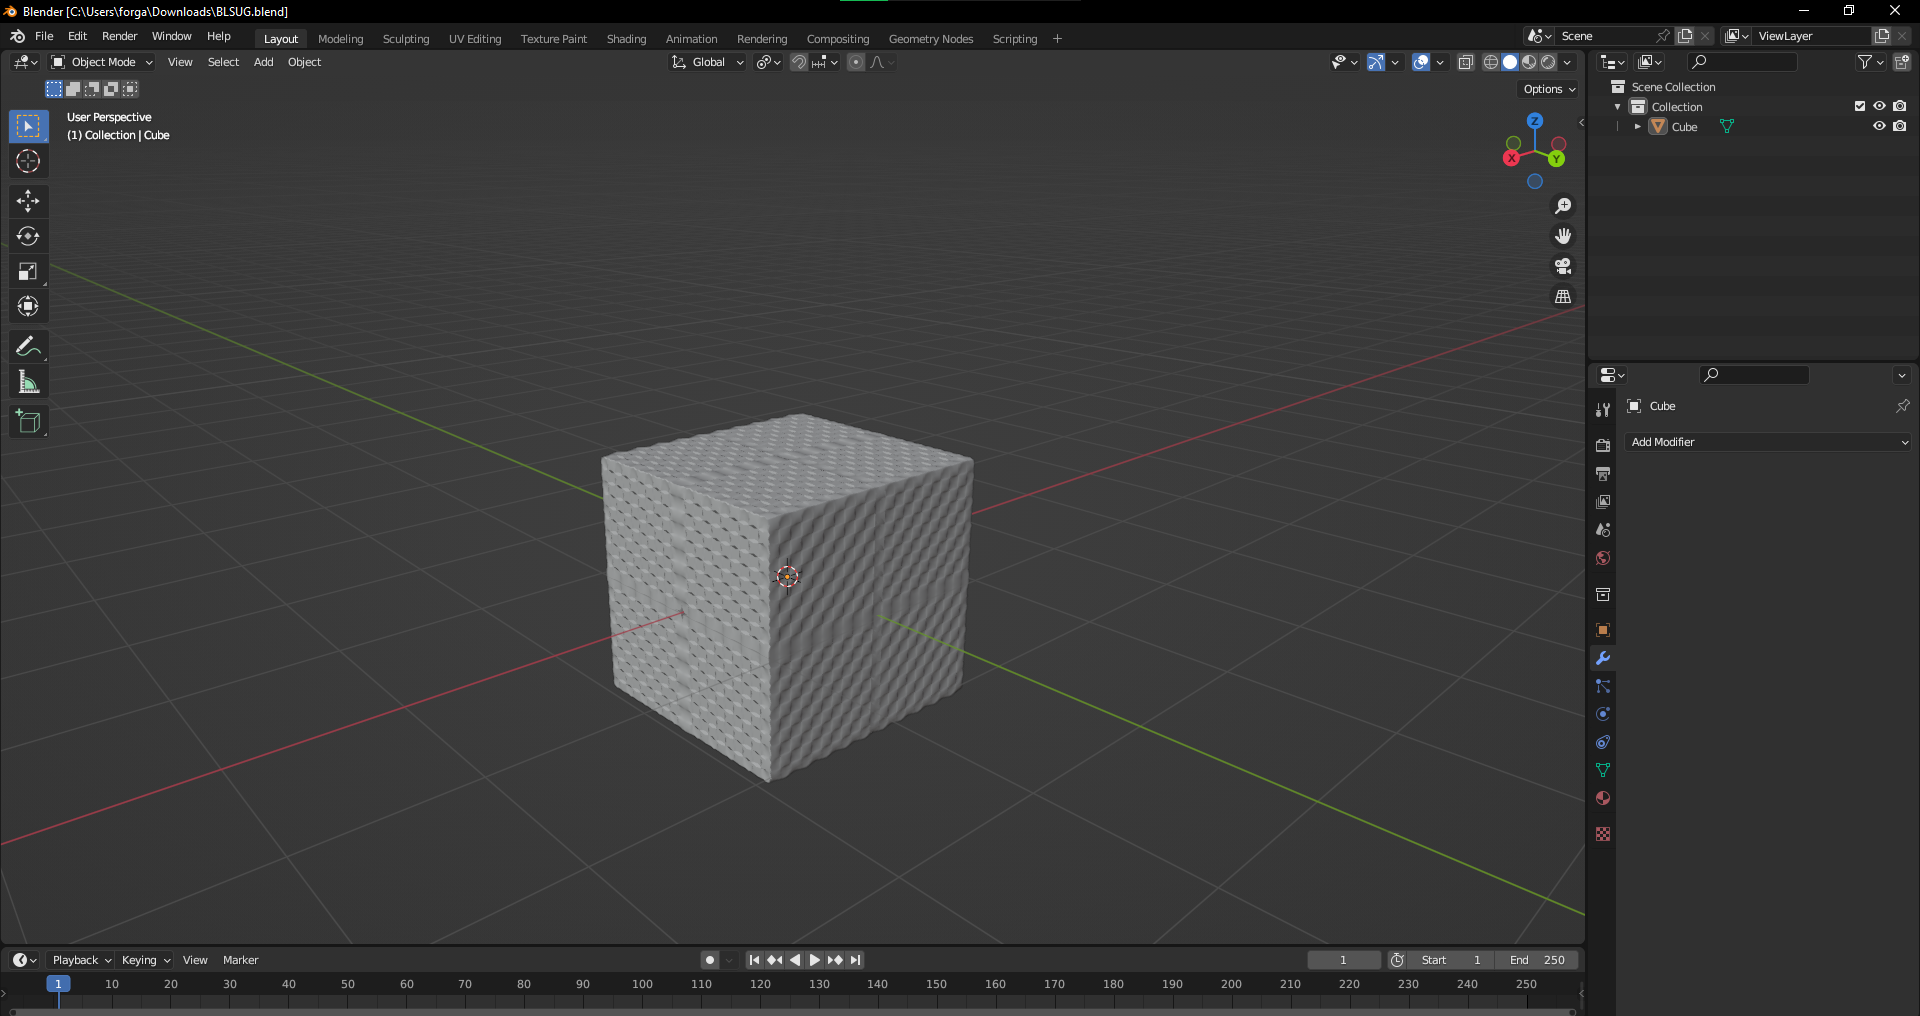 Blender [C:\Users\forga\Downloads\BLSUG.blend]
File Edit Render Window Help Layout Modeling Sculpting UV Editing Texture Paint Shading Animation Rendering Compositing Geometry Nodes Scripting + Scene ViewLayer
Object Mode View Select Add Object Global
Options
User Perspective
(1) Collection | Cube
Z
X
Y
Scene Collection
Collection
Cube
Cube
Add Modifier
Playback Keying View Marker 1 Start 1 End 250
1 10 20 30 40 50 60 70 80 90 100 110 120 130 140 150 160 170 180 190 200 210 220 230 240 250